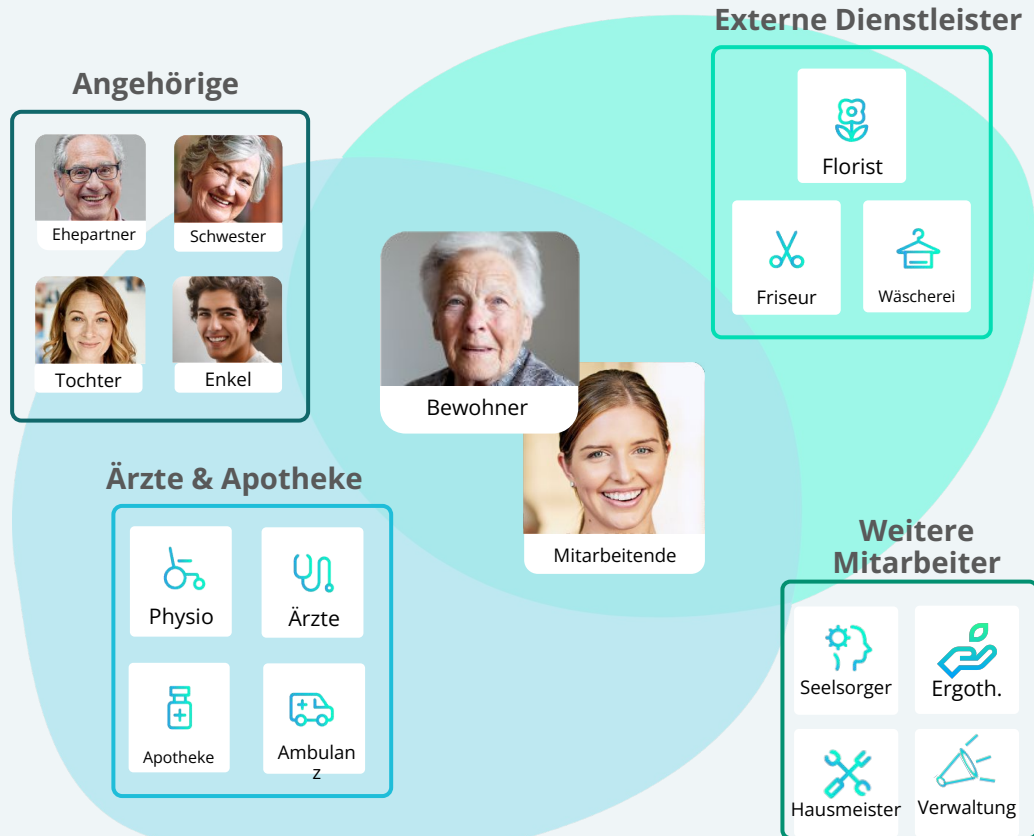 Externe Dienstleister
Florist
Friseur
Wäscherei
Angehörige
Ehepartner
Schwester
Tochter
Enkel
Bewohner
Mitarbeitende
Ärzte & Apotheke
Physio
Ärzte
Apotheke
Ambulan
z
Weitere
Mitarbeiter
Seelsorger
Ergoth.
Hausmeister
Verwaltung